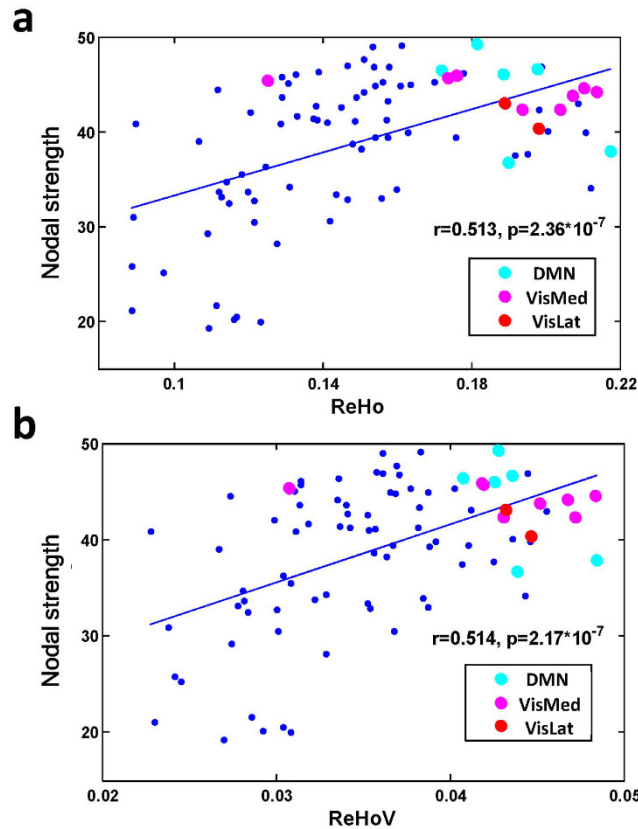 a
50
40
30
20
Nodal strength
r=0.513, p=2.36*10-7
DMN
VisMed
VisLat
0.1 0.14 0.18 0.22
ReHo
b
50
40
30
20
Nodal strength
r=0.514, p=2.17*10-7
DMN
VisMed
VisLat
0.02 0.03 0.04 0.05
ReHoV